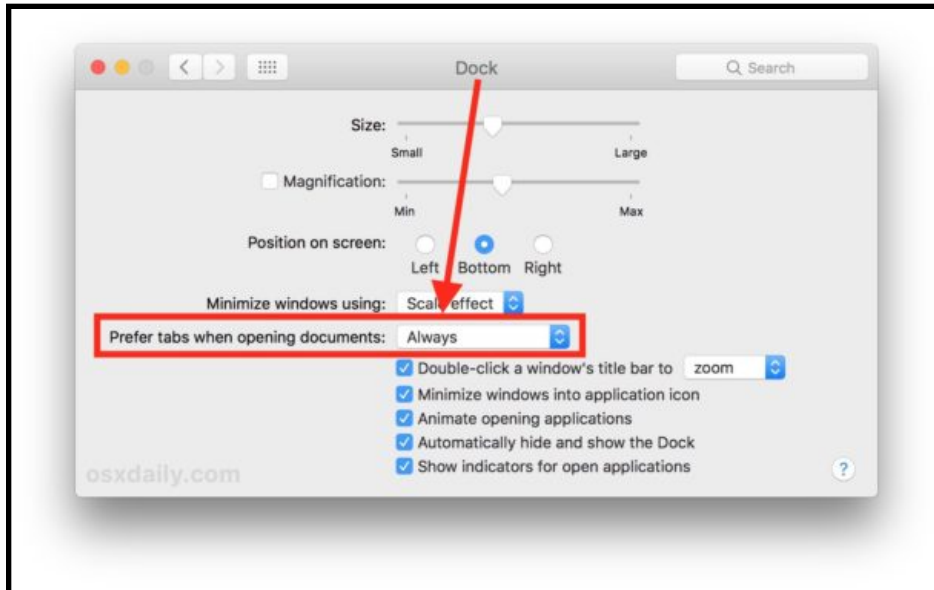 Dock
Search
Size:
Small Large
Magnification:
Min Max
Position on screen:
Left Bottom Right
Minimize windows using: Scale effect
Prefer tabs when opening documents: Always
Double-click a window's title bar to zoom
Minimize windows into application icon
Animate opening applications
Automatically hide and show the Dock
Show indicators for open applications
osxdaily.com
?